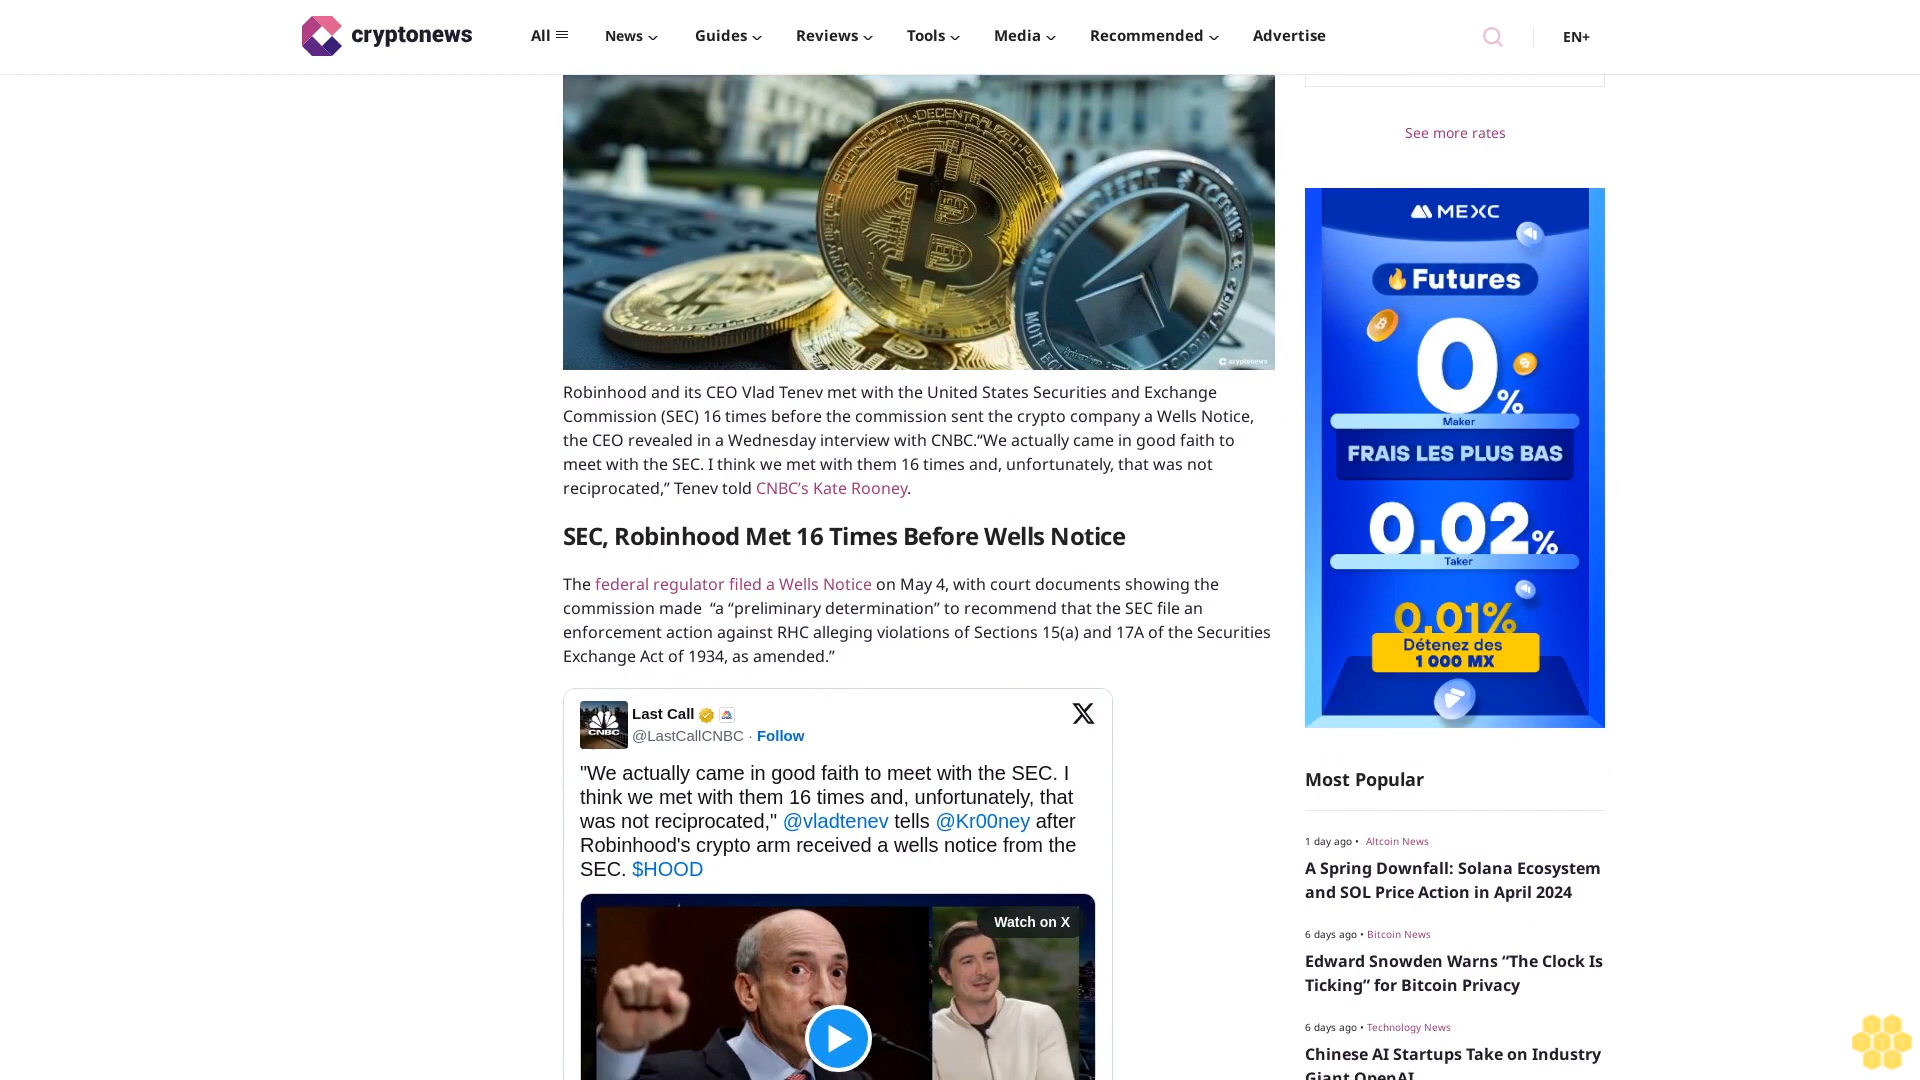 cryptonews
All
News
Guides
Reviews
Tools
Media
Recommended
Advertise
EN+
cryptonews
Robinhood and its CEO Vlad Tenev met with the United States Securities and Exchange
Commission (SEC) 16 times before the commission sent the crypto company a Wells Notice,
the CEO revealed in a Wednesday interview with CNBC.“We actually came in good faith to
meet with the SEC. I think we met with them 16 times and, unfortunately, that was not
reciprocated,” Tenev told CNBC’s Kate Rooney.
SEC, Robinhood Met 16 Times Before Wells Notice
The federal regulator filed a Wells Notice on May 4, with court documents showing the
commission made  “a “preliminary determination” to recommend that the SEC file an
enforcement action against RHC alleging violations of Sections 15(a) and 17A of the Securities
Exchange Act of 1934, as amended.”
CNBC
Last Call
@LastCallCNBC · Follow
"We actually came in good faith to meet with the SEC. I
think we met with them 16 times and, unfortunately, that
was not reciprocated," @vladtenev tells @Kr00ney after
Robinhood's crypto arm received a wells notice from the
SEC. $HOOD
Watch on X
See more rates
MEXC
Futures
0%
Maker
FRAIS LES PLUS BAS
0.02%
Taker
0.01%
Détenez des
1 000 MX
Most Popular
1 day ago • Altcoin News
A Spring Downfall: Solana Ecosystem
and SOL Price Action in April 2024
6 days ago • Bitcoin News
Edward Snowden Warns “The Clock Is
Ticking” for Bitcoin Privacy
6 days ago • Technology News
Chinese AI Startups Take on Industry
Giant OpenAI